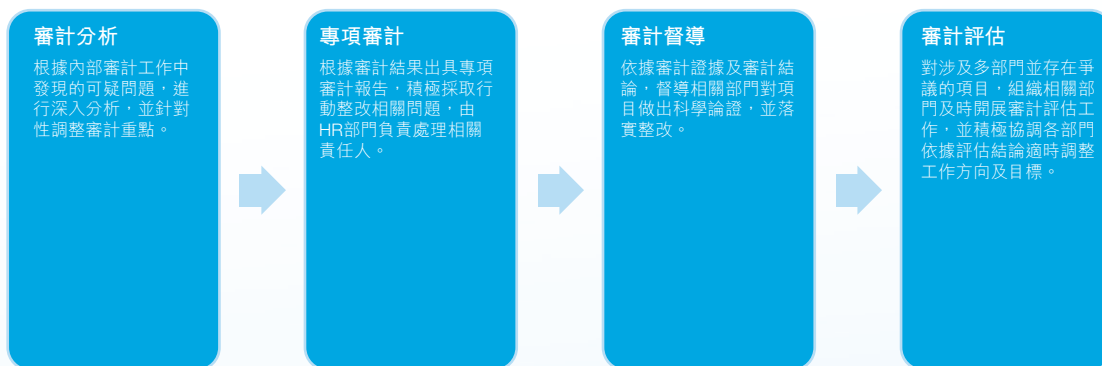 審計分析
根據內部審計工作中
發現的可疑問題，進
行深入分析，並針對
性調整審計重點。
專項審計
根據審計結果出具專項
審計報告，積極採取行
動整改相關問題，由
HR部門負責處理相關
責任人。
審計督導
依據審計證據及審計結
論，督導相關部門對項
目做出科學論證，並落
實整改。
審計評估
對涉及多部門並存在爭
議的項目，組織相關部
門及時開展審計評估工
作，並積極協調各部門
依據評估結論適時調整
工作方向及目標。